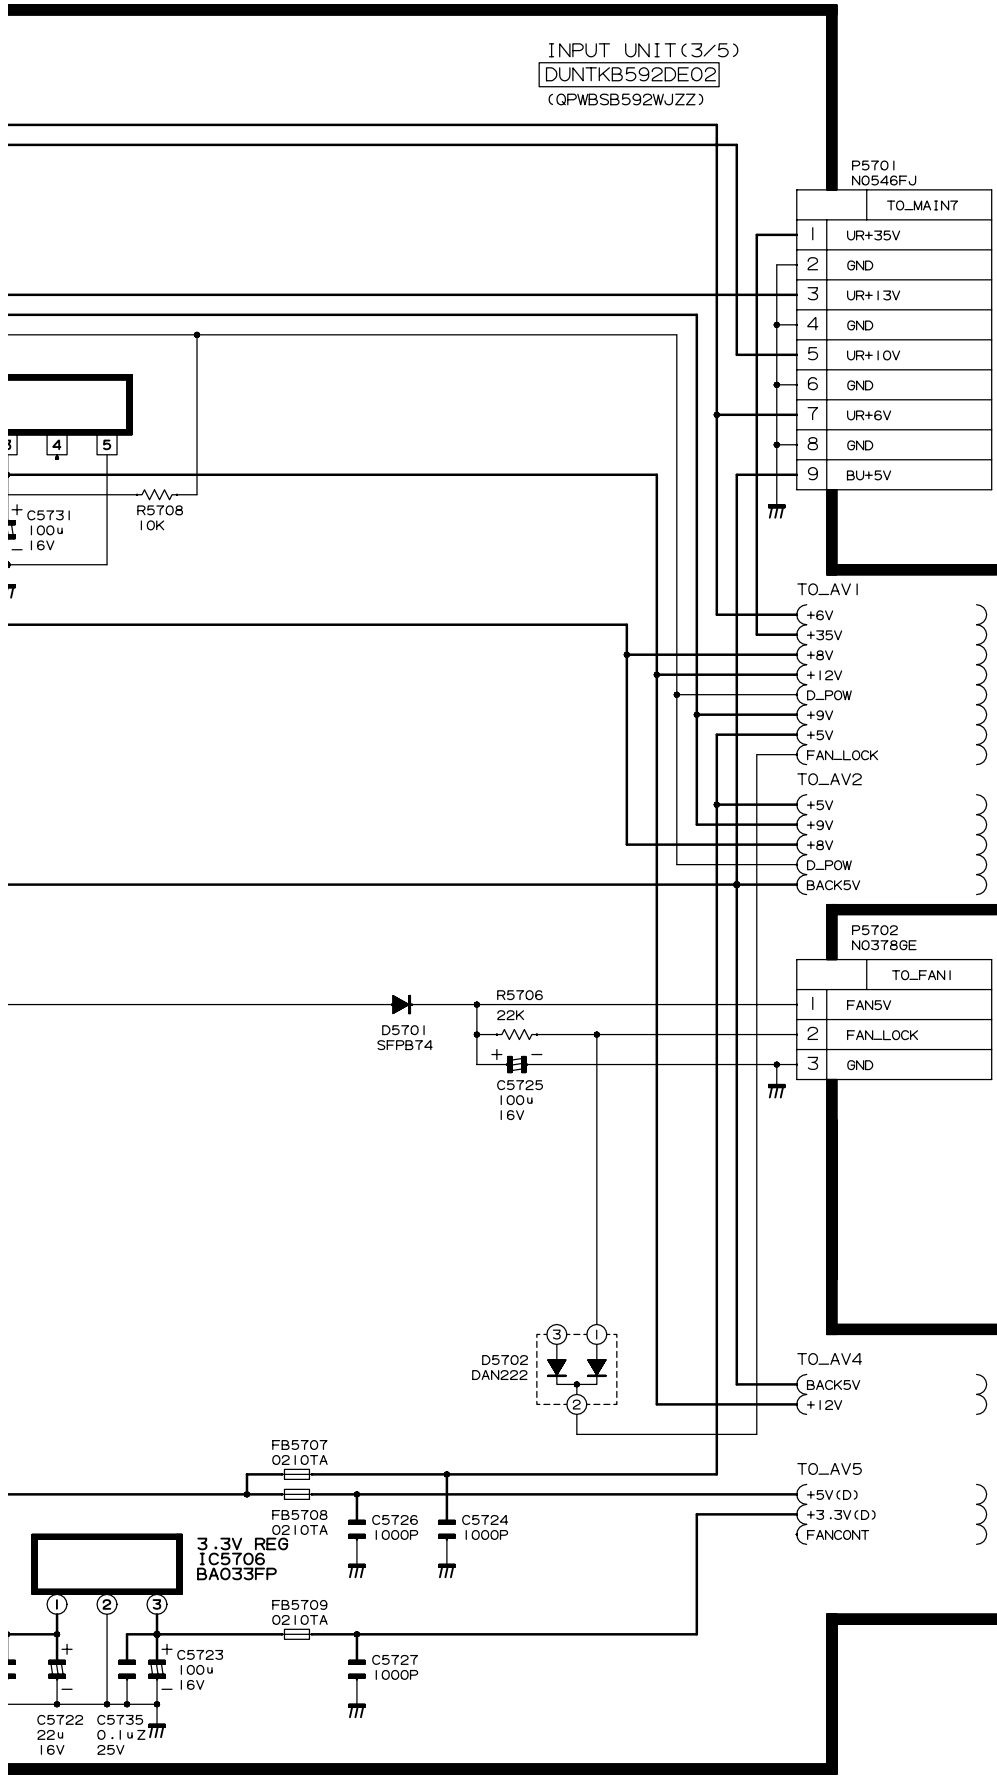 INPUT UNIT(3/5)
DUNTKB592DE02
(QPWBSB592WJZZ)
P5701
N0546FJ
TO_MAIN7
1 UR+35V
2 GND
3 UR+13V
4 GND
5 UR+10V
6 GND
7 UR+6V
8 GND
9 BU+5V
3 4 5
+
C5731
100u
16V
−
R5708
10K
TO_AV1
+6V
+35V
+8V
+12V
D_POW
+9V
+5V
FAN_LOCK
TO_AV2
+5V
+9V
+8V
D_POW
BACK5V
P5702
N0378GE
TO_FAN1
1 FAN5V
2 FAN_LOCK
3 GND
D5701
SFPB74
R5706
22K
+ −
C5725
100u
16V
3 1
D5702
DAN222
2
TO_AV4
BACK5V
+12V
FB5707
0210TA
FB5708
0210TA
C5726
1000P
C5724
1000P
TO_AV5
+5V(D)
+3.3V(D)
FANCONT
3.3V REG
IC5706
BA033FP
1 2 3
FB5709
0210TA
+ +
C5723
100u
16V
− −
C5727
1000P
C5722
22u
16V
C5735
0.1uZ
25V